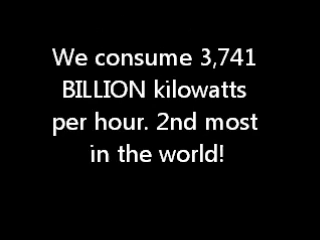 We consume 3,741
BILLION kilowatts
per hour. 2nd most
in the world!